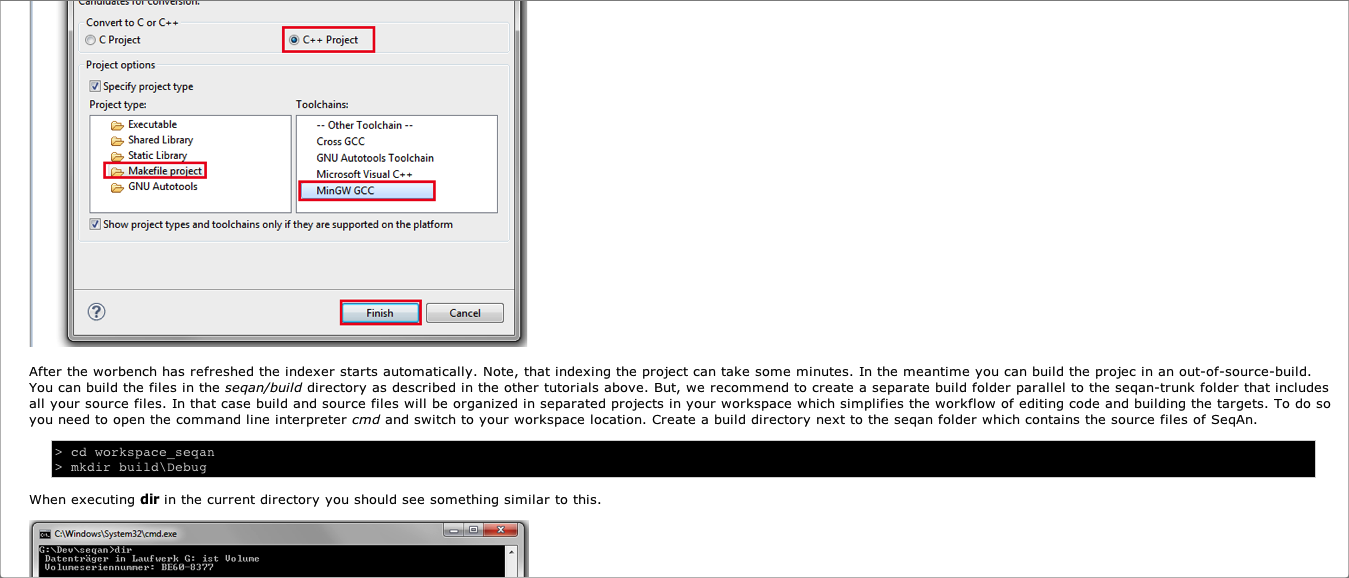 Candidates for conversion:
Convert to C or C++
C Project
C++ Project
Project options
Specify project type
Project type:
Toolchains:
Executable
Shared Library
Static Library
Makefile project
GNU Autotools
-- Other Toolchain --
Cross GCC
GNU Autotools Toolchain
Microsoft Visual C++
MinGW GCC
Show project types and toolchains only if they are supported on the platform
?
Finish
Cancel
After the worbench has refreshed the indexer starts automatically. Note, that indexing the project can take some minutes. In the meantime you can build the projec in an out-of-source-build.
You can build the files in the seqan/build directory as described in the other tutorials above. But, we recommend to create a separate build folder parallel to the seqan-trunk folder that includes
all your source files. In that case build and source files will be organized in separated projects in your workspace which simplifies the workflow of editing code and building the targets. To do so
you need to open the command line interpreter cmd and switch to your workspace location. Create a build directory next to the seqan folder which contains the source files of SeqAn.
> cd workspace_seqan
> mkdir build\Debug
When executing dir in the current directory you should see something similar to this.
C:\Windows\System32\cmd.exe
G:\Dev\seqan>dir
Datenträger in Laufwerk G: ist Volume
Volumeseriennummer: BE60-8377